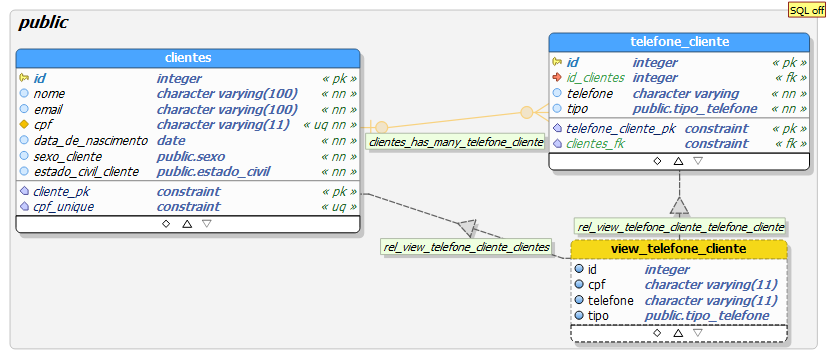 SQL off
public
clientes
id integer « pk »
nome character varying(100) « nn »
email character varying(100) « nn »
cpf character varying(11) « uq nn »
data_de_nascimento date « nn »
sexo_cliente public.sexo « nn »
estado_civil_cliente public.estado_civil « nn »
cliente_pk constraint « pk »
cpf_unique constraint « uq »
telefone_cliente
id integer « pk »
id_clientes integer « fk »
telefone character varying « nn »
tipo public.tipo_telefone « nn »
telefone_cliente_pk constraint « pk »
clientes_fk constraint « fk »
clientes_has_many_telefone_cliente
rel_view_telefone_cliente_telefone_cliente
rel_view_telefone_cliente_clientes
view_telefone_cliente
id integer
cpf character varying(11)
telefone character varying(11)
tipo public.tipo_telefone